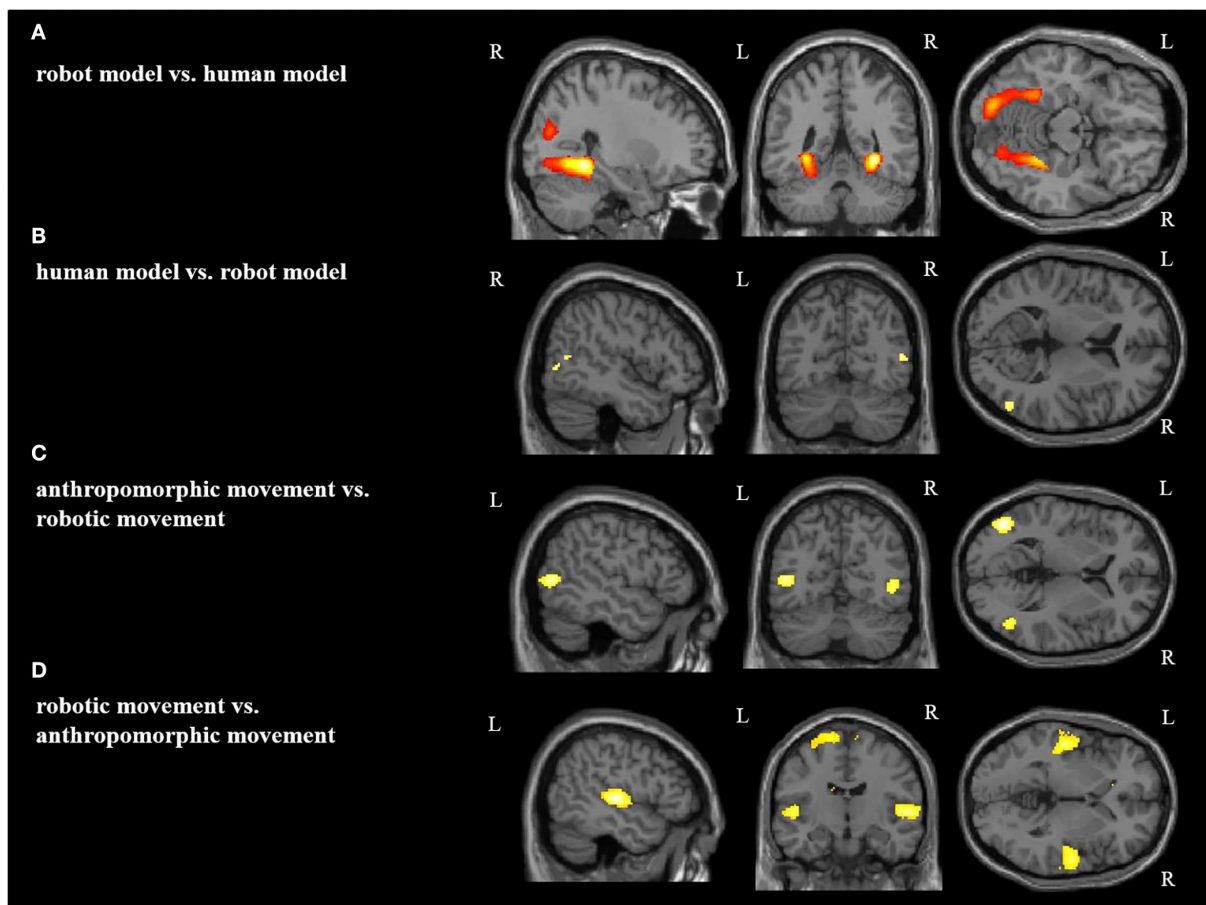 A
robot model vs. human model
R
L
R
L
R
B
human model vs. robot model
R
L
R
L
R
C
anthropomorphic movement vs.
robotic movement
L
L
R
L
R
D
robotic movement vs.
anthropomorphic movement
L
L
R
L
R